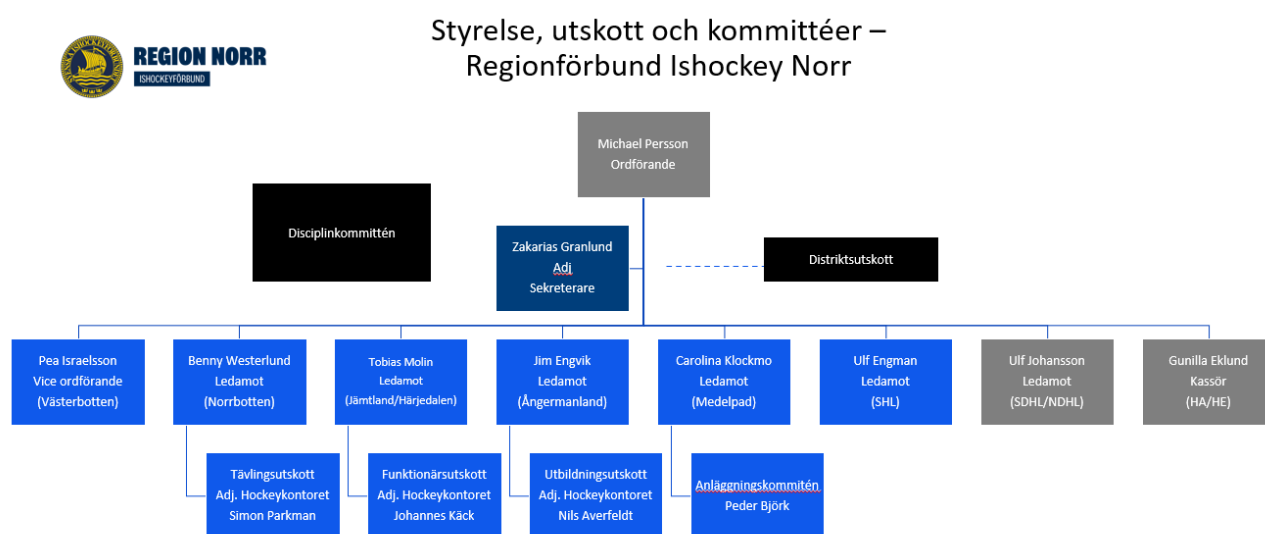 Styrelse, utskott och kommittéer –
Regionförbund Ishockey Norr
REGION NORR
ISHOCKEYFÖRBUND
Michael Persson
Ordförande
Disciplinkommittén
Zakarias Granlund
Adj
Sekreterare
Distriktsutskott
Pea Israelsson
Vice ordförande
(Västerbotten)
Benny Westerlund
Ledamot
(Norrbotten)
Tobias Molin
Ledamot
(Jämtland/Härjedalen)
Jim Engvik
Ledamot
(Ångermanland)
Carolina Klockmo
Ledamot
(Medelpad)
Ulf Engman
Ledamot
(SHL)
Ulf Johansson
Ledamot
(SDHL/NDHL)
Gunilla Eklund
Kassör
(HA/HE)
Tävlingsutskott
Adj. Hockeykontoret
Simon Parkman
Funktionärsutskott
Adj. Hockeykontoret
Johannes Käck
Utbildningsutskott
Adj. Hockeykontoret
Nils Averfeldt
Anläggningskommitén
Peder Björk